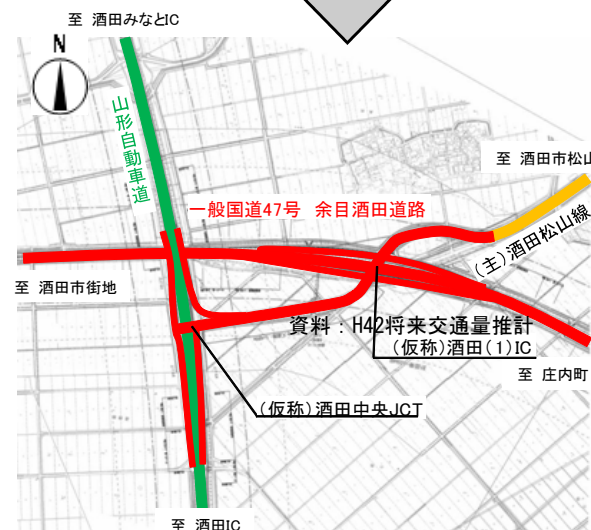 至 酒田みなとIC
N
山形自動車道
至 酒田市松山
一般国道47号 余目酒田道路
(主)酒田松山線
至 酒田市街地
資料:H42将来交通量推計
(仮称)酒田(1)IC
至 庄内町
(仮称)酒田中央JCT
至 酒田IC